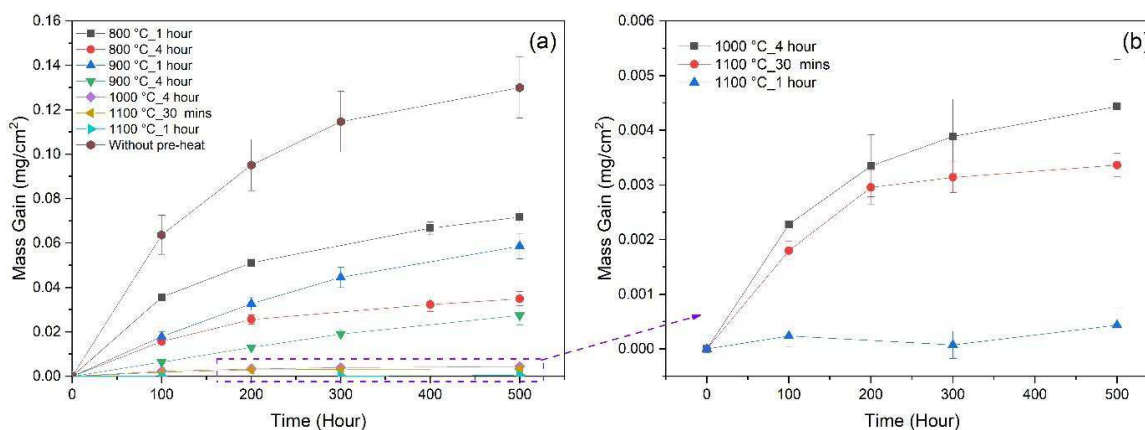 (a)
800 °C_1 hour
800 °C_4 hour
900 °C_1 hour
900 °C_4 hour
1000 °C_4 hour
1100 °C_30 mins
1100 °C_1 hour
Without pre-heat
Mass Gain (mg/cm²)
0.16
0.14
0.12
0.10
0.08
0.06
0.04
0.02
0.00
0 100 200 300 400 500
Time (Hour)
(b)
1000 °C_4 hour
1100 °C_30 mins
1100 °C_1 hour
Mass Gain (mg/cm²)
0.006
0.005
0.004
0.003
0.002
0.001
0.000
0 100 200 300 400 500
Time (Hour)